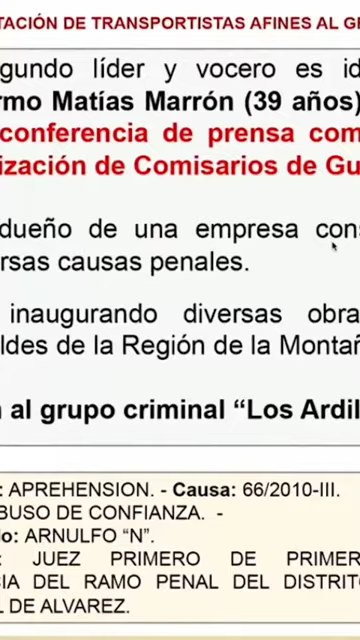 TACIÓN DE TRANSPORTISTAS AFINES AL G
gundo líder y vocero es id
rmo Matías Marrón (39 años)
conferencia de prensa com
ización de Comisarios de Gu
dueño de una empresa cons
rsas causas penales.
inaugurando diversas obra
ldes de la Región de la Montañ
al grupo criminal “Los Ardil
: APREHENSION. - Causa: 66/2010-III.
BUSO DE CONFIANZA. -
lo: ARNULFO “N”.
: JUEZ PRIMERO DE PRIMER
CIA DEL RAMO PENAL DEL DISTRIT
L DE ALVAREZ.